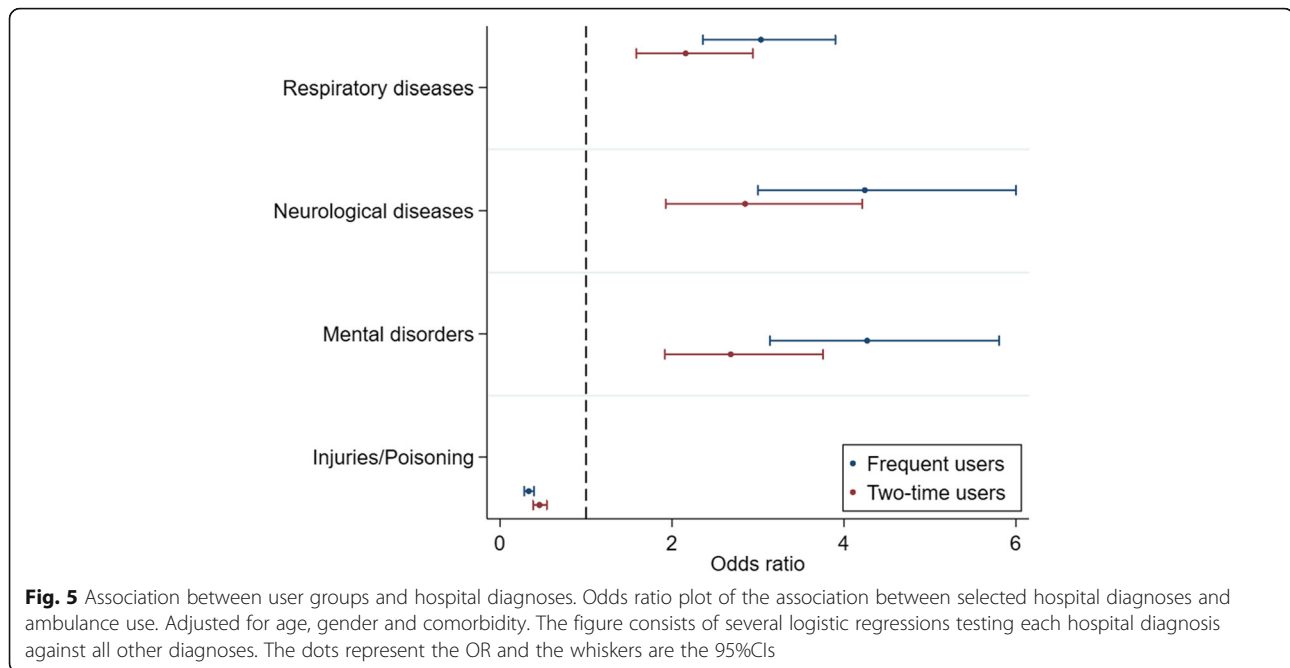 Respiratory diseases
Neurological diseases
Mental disorders
Injuries/Poisoning
Frequent users
Two-time users
0 2 4 6
Odds ratio
Fig. 5 Association between user groups and hospital diagnoses. Odds ratio plot of the association between selected hospital diagnoses and
ambulance use. Adjusted for age, gender and comorbidity. The figure consists of several logistic regressions testing each hospital diagnosis
against all other diagnoses. The dots represent the OR and the whiskers are the 95%CIs